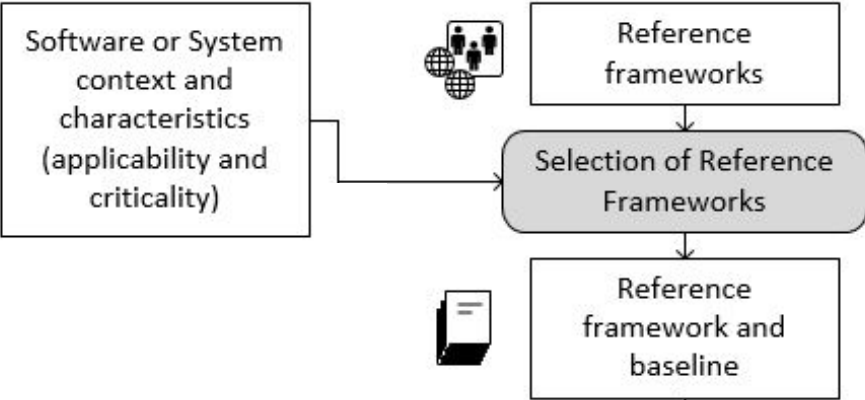 Software or System
context and
characteristics
(applicability and
criticality)
Reference
frameworks
Selection of Reference
Frameworks
Reference
framework and
baseline